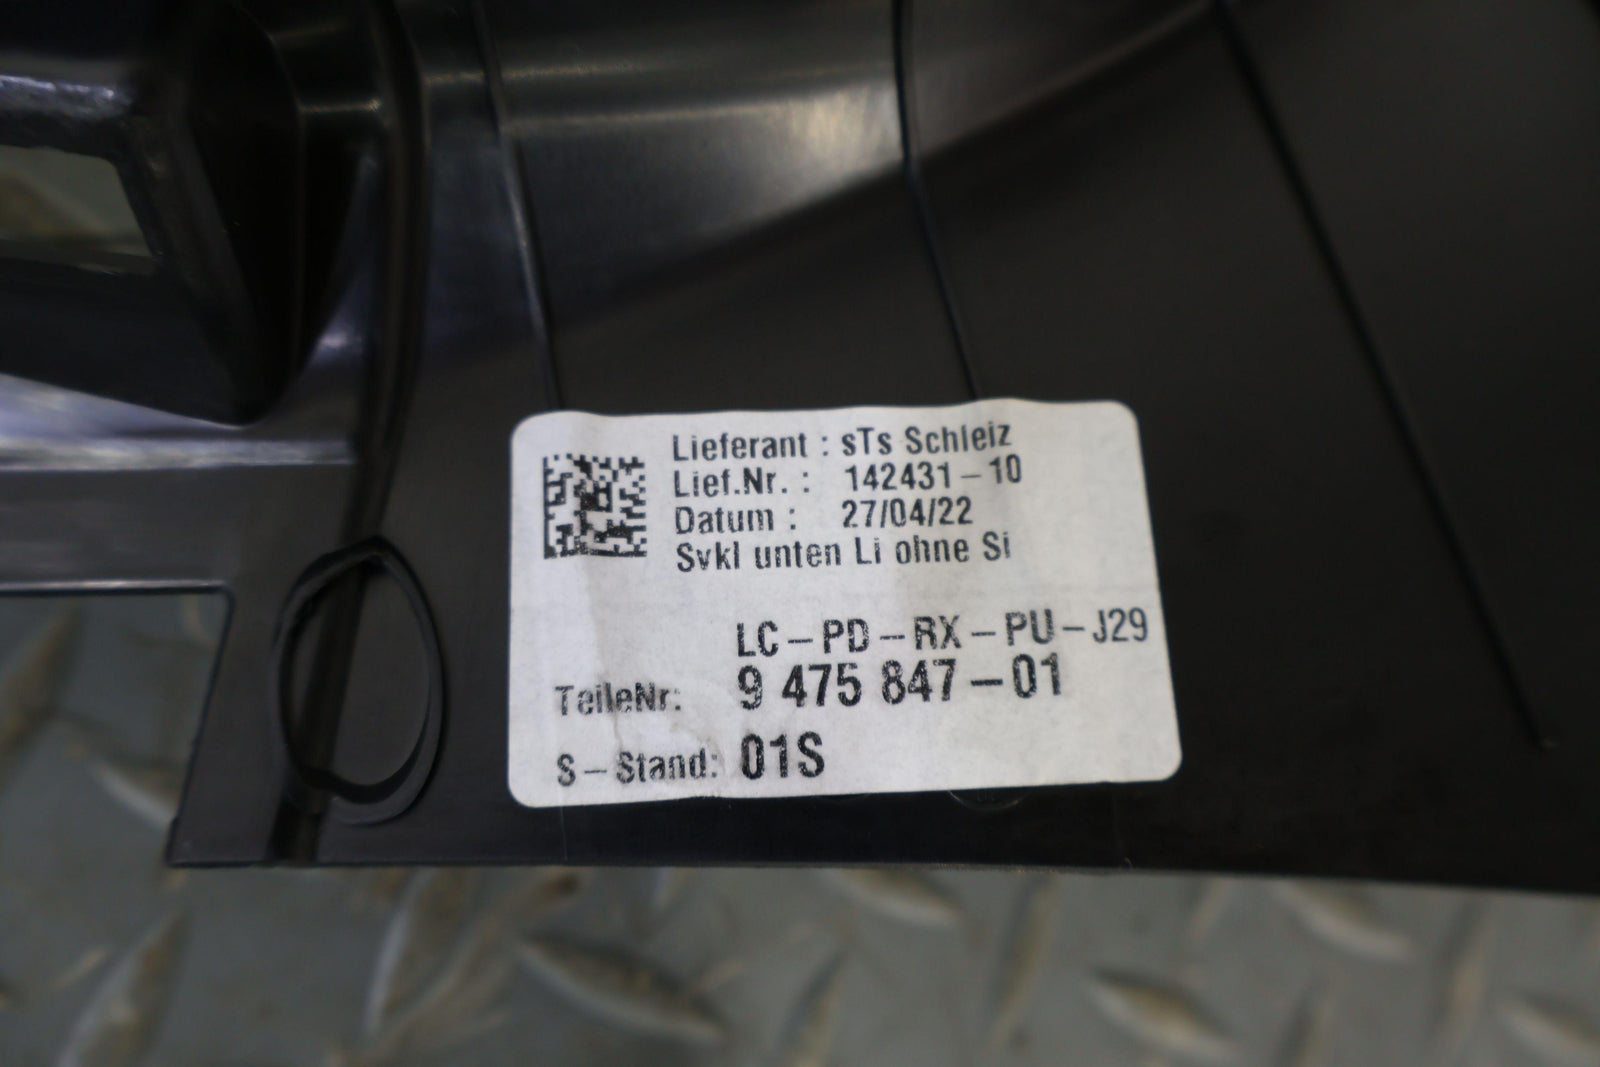 Lieferant : sTs Schleiz
Lief.Nr. : 142431-10
Datum : 27/04/22
Svkl unten Li ohne Si
LC-PD-RX-PU-J29
TeileNr: 9 475 847-01
S-Stand: 01S